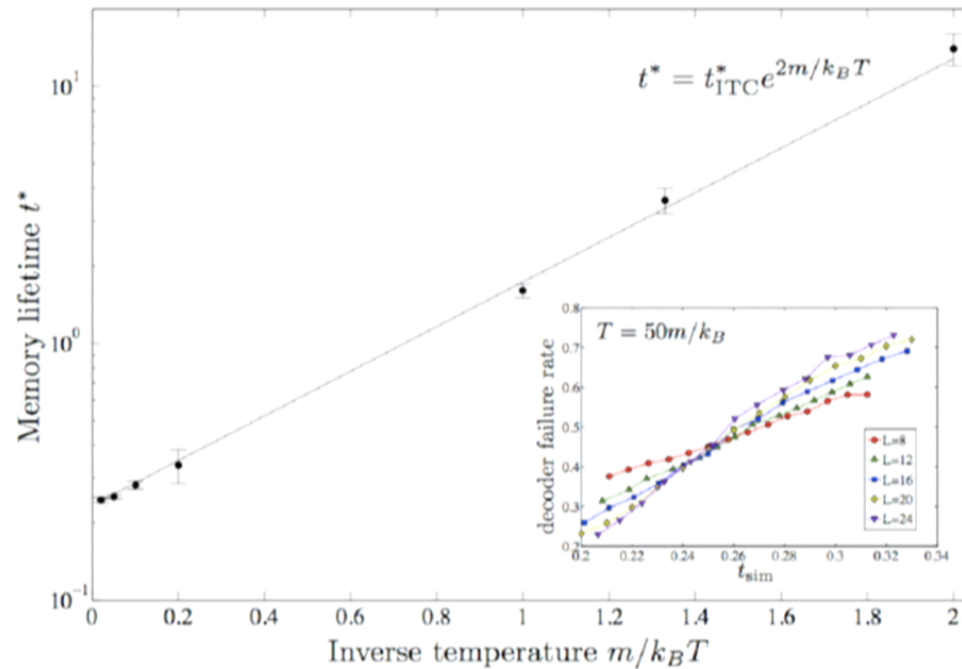 t* = t*_ITC e^{2m/k_B T}
Memory lifetime t*
10^1
10^0
10^-1
0 0.2 0.4 0.6 0.8 1 1.2 1.4 1.6 1.8 2
Inverse temperature m/k_B T
T = 50m/k_B
decoder failure rate
0.8
0.7
0.6
0.5
0.4
0.3
0.2
0.2 0.22 0.24 0.26 0.28 0.3 0.32 0.34
t_sim
L=8
L=12
L=16
L=20
L=24